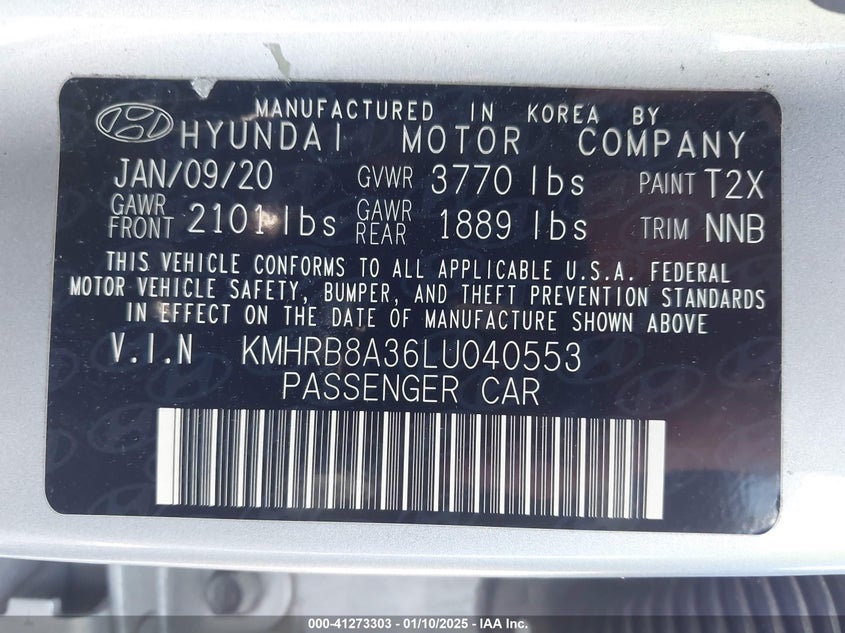 MANUFACTURED IN KOREA BY
HYUNDAI MOTOR COMPANY
JAN/09/20 GVWR 3770 lbs PAINT T2X
GAWR FRONT 2101 lbs GAWR REAR 1889 lbs TRIM NNB
THIS VEHICLE CONFORMS TO ALL APPLICABLE U.S.A. FEDERAL
MOTOR VEHICLE SAFETY, BUMPER, AND THEFT PREVENTION STANDARDS
IN EFFECT ON THE DATE OF MANUFACTURE SHOWN ABOVE
V.I.N KMHRB8A36LU040553
PASSENGER CAR
000-41273303 - 01/10/2025 - IAA Inc.